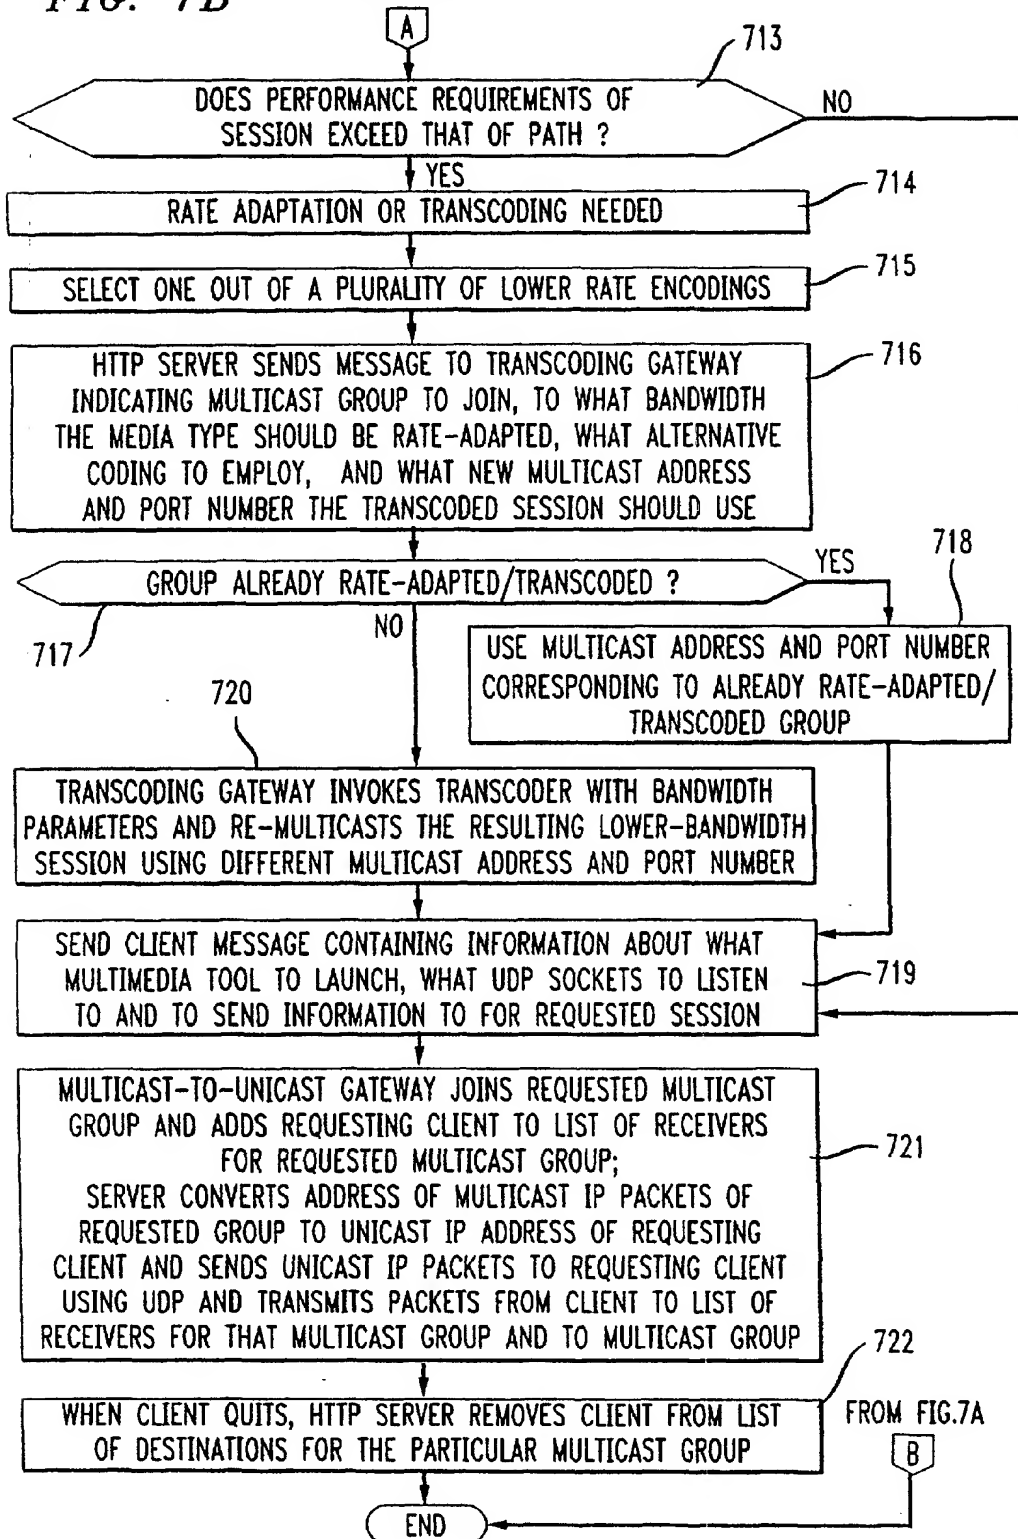 FIG. 7B
A
713
DOES PERFORMANCE REQUIREMENTS OF
SESSION EXCEED THAT OF PATH ?
NO
YES
714
RATE ADAPTATION OR TRANSCODING NEEDED
715
SELECT ONE OUT OF A PLURALITY OF LOWER RATE ENCODINGS
716
HTTP SERVER SENDS MESSAGE TO TRANSCODING GATEWAY
INDICATING MULTICAST GROUP TO JOIN, TO WHAT BANDWIDTH
THE MEDIA TYPE SHOULD BE RATE-ADAPTED, WHAT ALTERNATIVE
CODING TO EMPLOY, AND WHAT NEW MULTICAST ADDRESS
AND PORT NUMBER THE TRANSCODED SESSION SHOULD USE
GROUP ALREADY RATE-ADAPTED/TRANSCODED ?
YES
718
717
NO
USE MULTICAST ADDRESS AND PORT NUMBER
CORRESPONDING TO ALREADY RATE-ADAPTED/
TRANSCODED GROUP
720
TRANSCODING GATEWAY INVOKES TRANSCODER WITH BANDWIDTH
PARAMETERS AND RE-MULTICASTS THE RESULTING LOWER-BANDWIDTH
SESSION USING DIFFERENT MULTICAST ADDRESS AND PORT NUMBER
SEND CLIENT MESSAGE CONTAINING INFORMATION ABOUT WHAT
MULTIMEDIA TOOL TO LAUNCH, WHAT UDP SOCKETS TO LISTEN
TO AND TO SEND INFORMATION TO FOR REQUESTED SESSION
719
MULTICAST-TO-UNICAST GATEWAY JOINS REQUESTED MULTICAST
GROUP AND ADDS REQUESTING CLIENT TO LIST OF RECEIVERS
FOR REQUESTED MULTICAST GROUP;
SERVER CONVERTS ADDRESS OF MULTICAST IP PACKETS OF
REQUESTED GROUP TO UNICAST IP ADDRESS OF REQUESTING
CLIENT AND SENDS UNICAST IP PACKETS TO REQUESTING CLIENT
USING UDP AND TRANSMITS PACKETS FROM CLIENT TO LIST OF
RECEIVERS FOR THAT MULTICAST GROUP AND TO MULTICAST GROUP
721
722
WHEN CLIENT QUITS, HTTP SERVER REMOVES CLIENT FROM LIST
OF DESTINATIONS FOR THE PARTICULAR MULTICAST GROUP
FROM FIG.7A
B
END